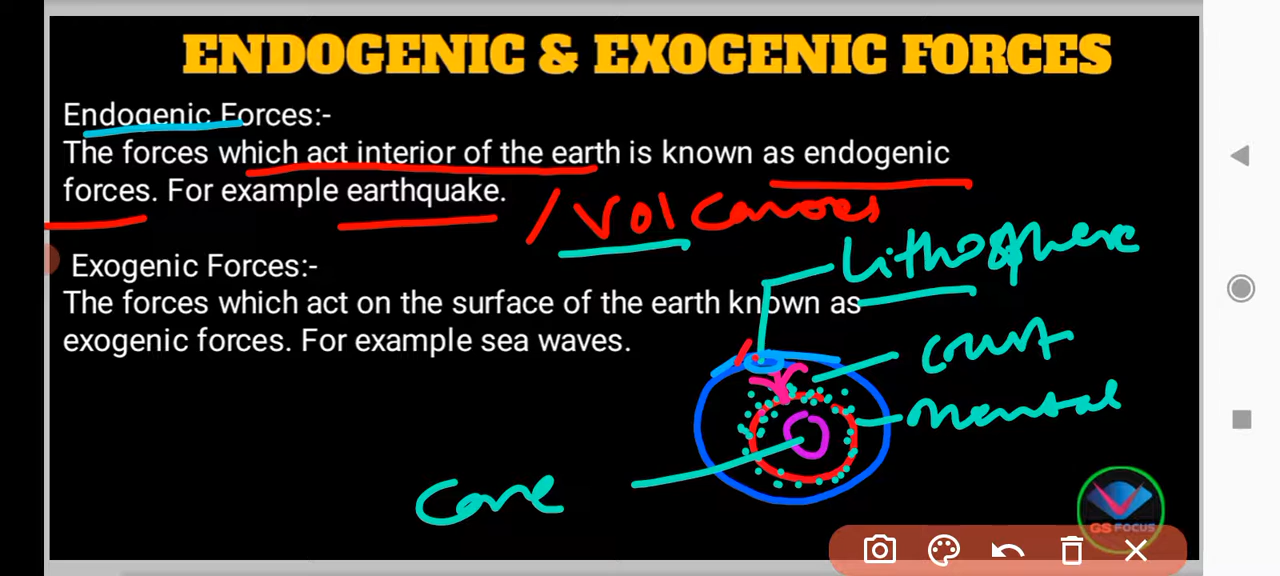 ENDOGENIC & EXOGENIC FORCES
Endogenic Forces:-
The forces which act interior of the earth is known as endogenic
forces. For example earthquake.
/ Volcanoes
Lithosphere
Exogenic Forces:-
The forces which act on the surface of the earth known as
exogenic forces. For example sea waves.
Crust
Mental
Core
GS FOCUS